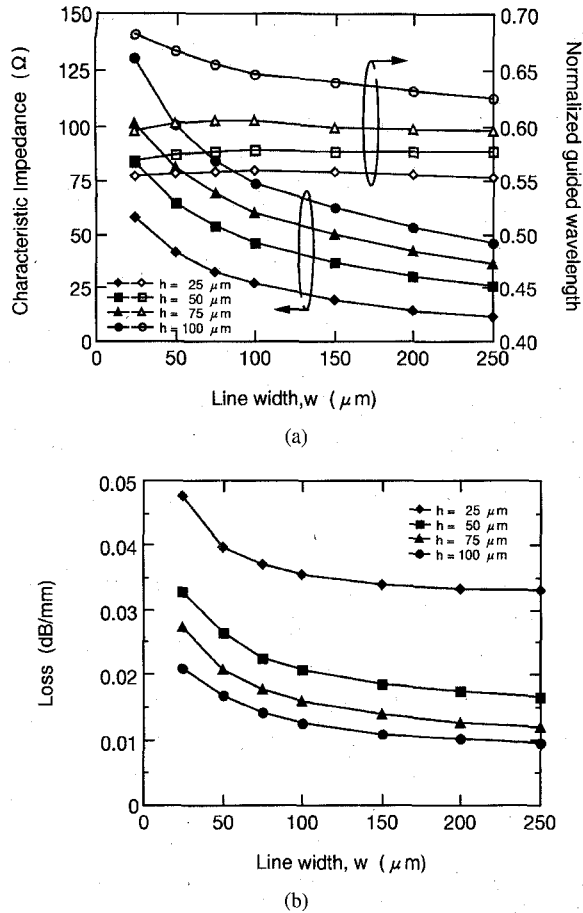 150
125
100
75
50
25
0
Characteristic Impedance (Ω)
0.70
0.65
0.60
0.55
0.50
0.45
0.40
Normalized guided wavelength
h = 25 μm
h = 50 μm
h = 75 μm
h = 100 μm
0 50 100 150 200 250
Line width,w ( μm)
(a)
0.05
0.04
0.03
0.02
0.01
0
Loss (dB/mm)
h = 25 μm
h = 50 μm
h = 75 μm
h = 100 μm
0 50 100 150 200 250
Line width, w ( μm)
(b)